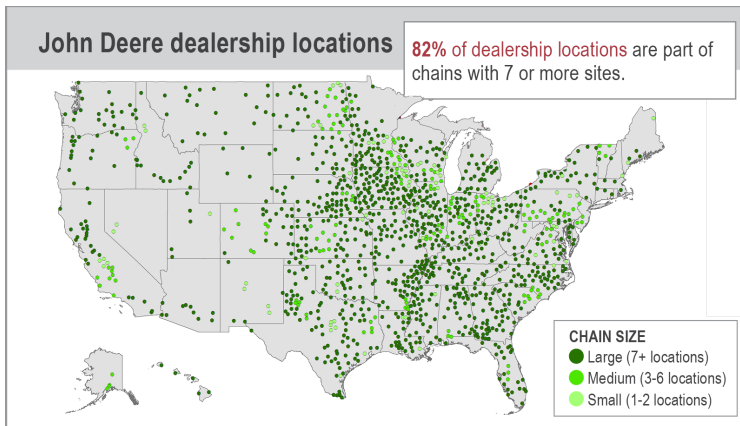 John Deere dealership locations
82% of dealership locations are part of
chains with 7 or more sites.
CHAIN SIZE
Large (7+ locations)
Medium (3-6 locations)
Small (1-2 locations)